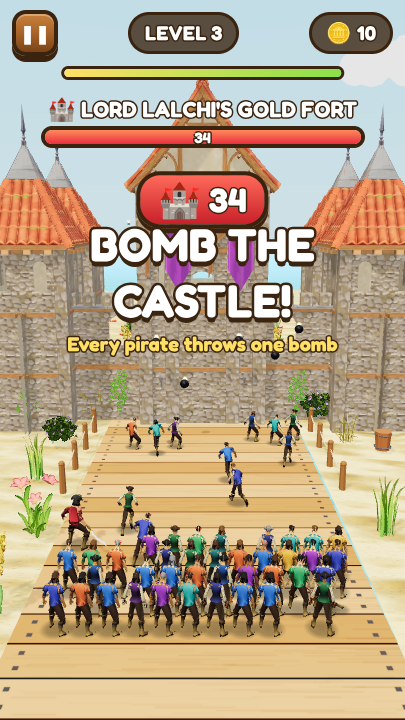 LEVEL 3
10
LORD LALCHI'S GOLD FORT
34
34
BOMB THE
CASTLE!
Every pirate throws one bomb